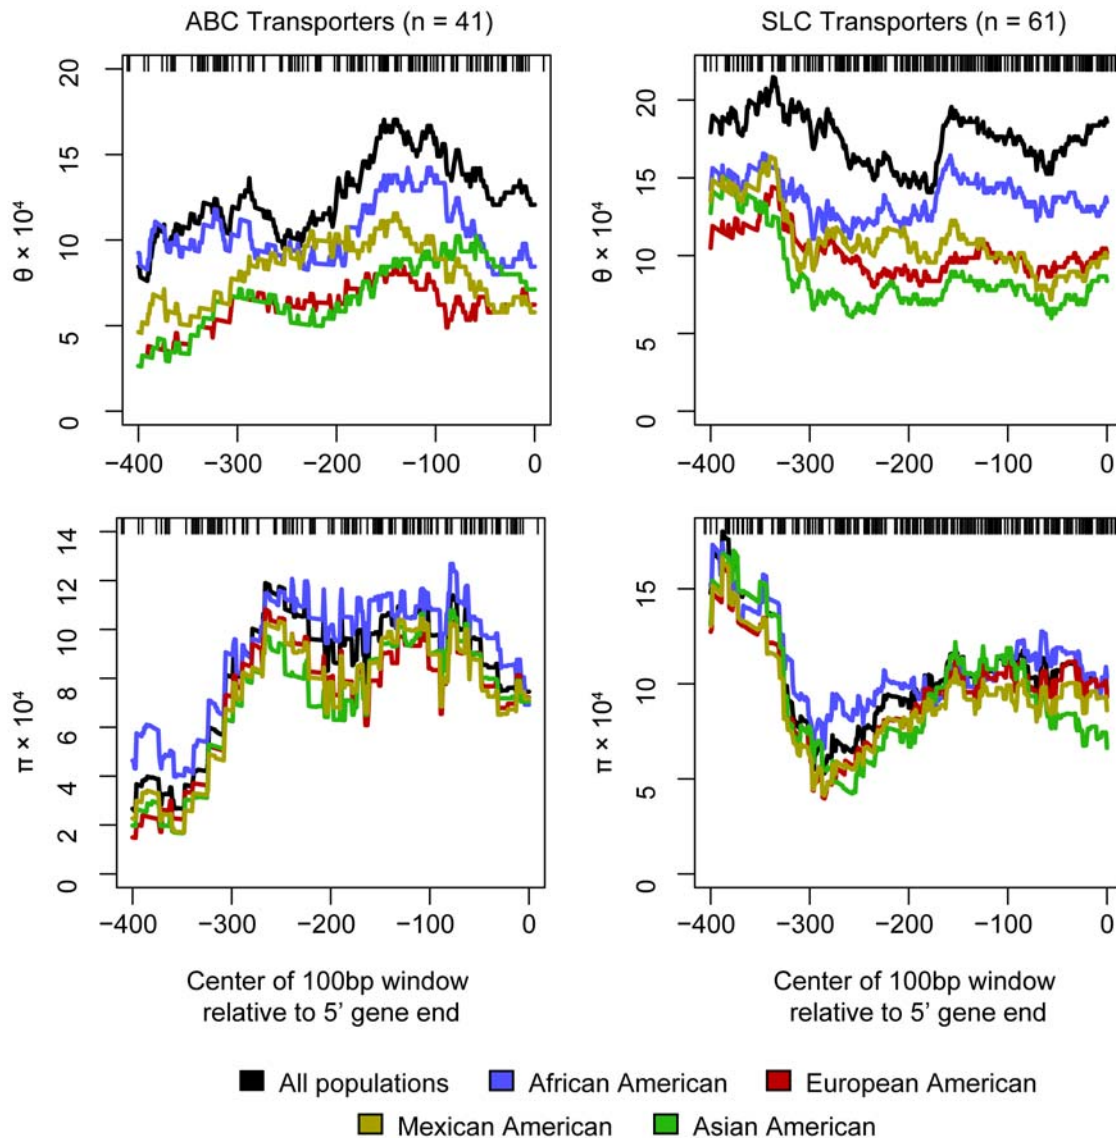 ABC Transporters (n = 41)
SLC Transporters (n = 61)
θ × 10⁴
20
15
10
5
0
−400
−300
−200
−100
0
θ × 10⁴
20
15
10
5
0
−400
−300
−200
−100
0
π × 10⁴
14
12
10
8
6
4
2
0
−400
−300
−200
−100
0
Center of 100bp window
relative to 5’ gene end
π × 10⁴
15
10
5
0
−400
−300
−200
−100
0
Center of 100bp window
relative to 5’ gene end
All populations
African American
European American
Mexican American
Asian American